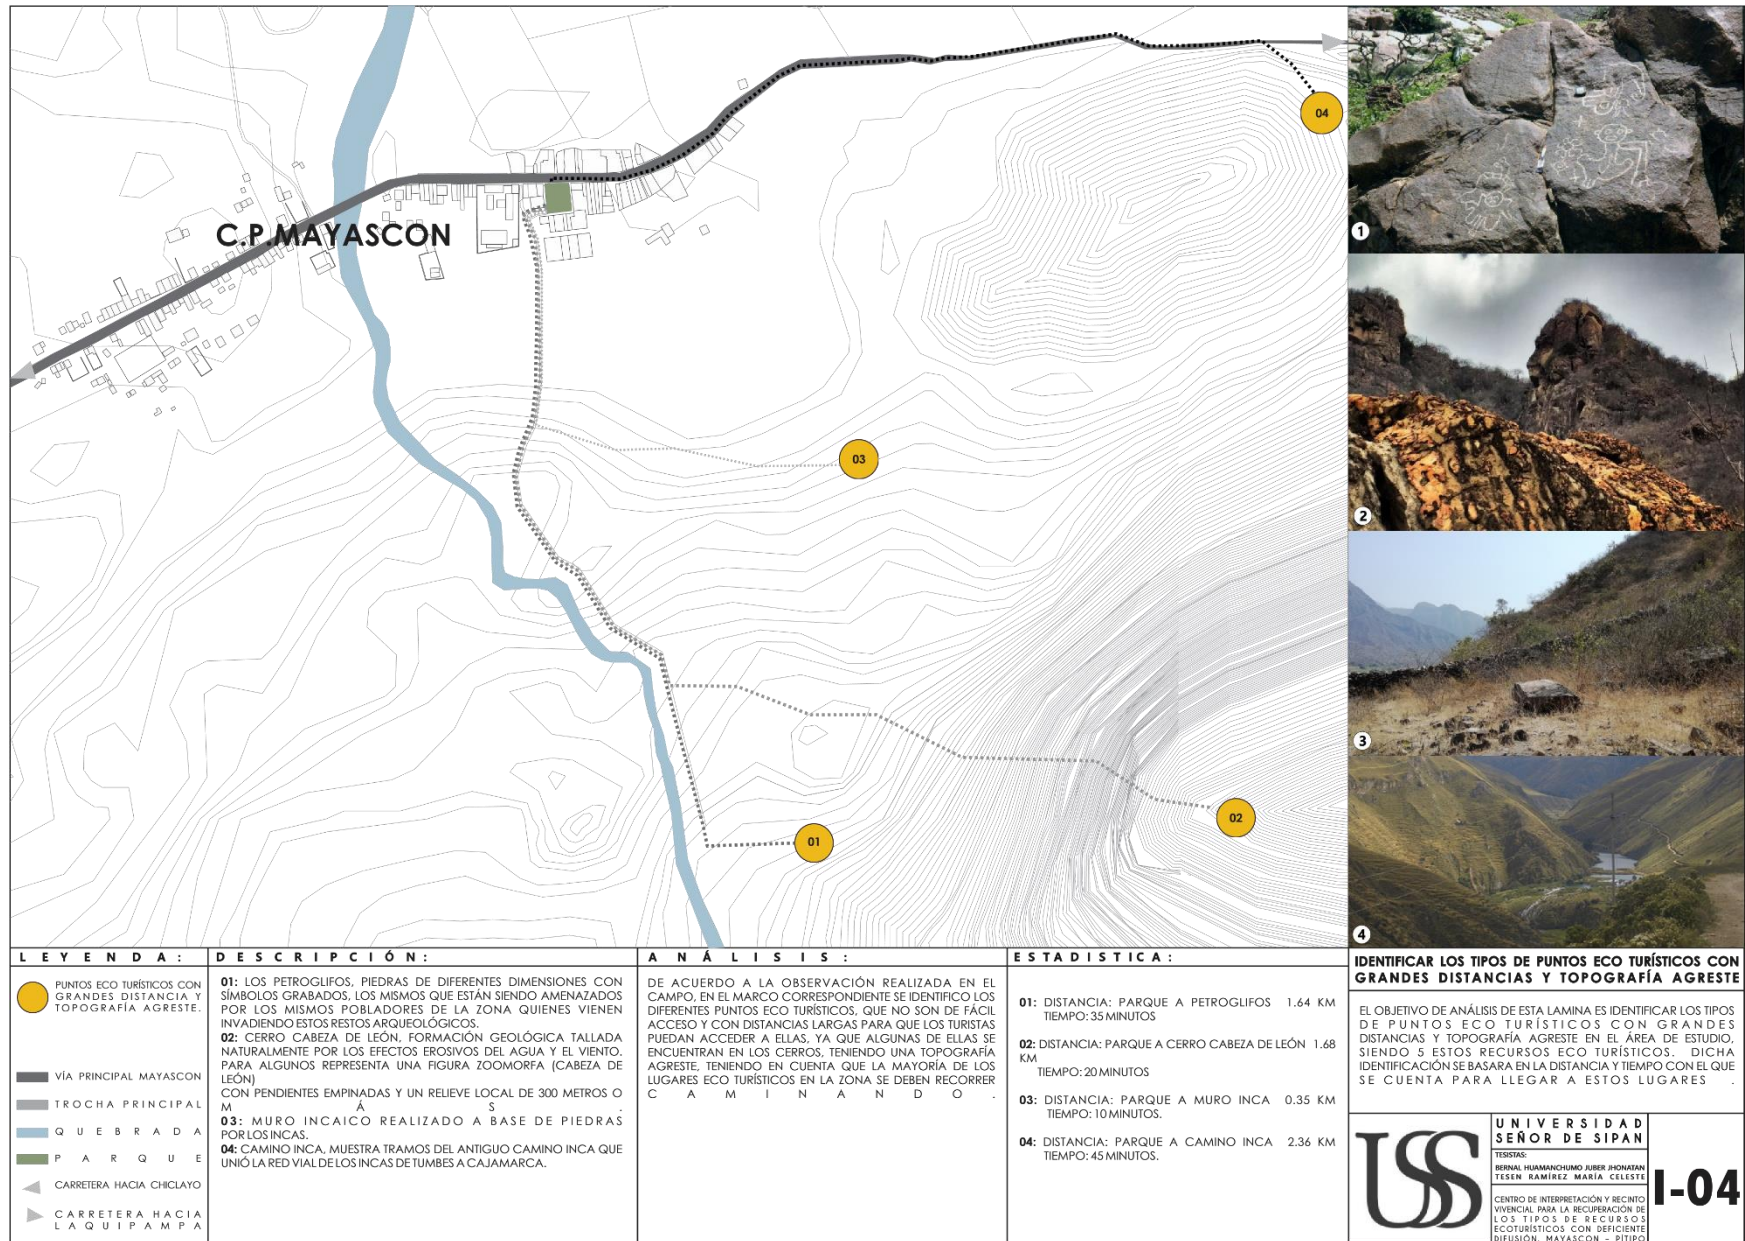 C.P.MAYASCON
04
03
02
01
1
2
3
4
LEYENDA:
PUNTOS ECO TURÍSTICOS CON
GRANDES DISTANCIA Y
TOPOGRAFÍA AGRESTE.
VÍA PRINCIPAL MAYASCON
TROCHA PRINCIPAL
QUEBRADA
PARQUE
CARRETERA HACIA CHICLAYO
CARRETERA HACIA
LAQUIPAMPA
DESCRIPCIÓN:
01: LOS PETROGLIFOS, PIEDRAS DE DIFERENTES DIMENSIONES CON
SÍMBOLOS GRABADOS, LOS MISMOS QUE ESTÁN SIENDO AMENAZADOS
POR LOS MISMOS POBLADORES DE LA ZONA QUIENES VIENEN
INVADIENDO ESTOS RESTOS ARQUEOLÓGICOS.
02: CERRO CABEZA DE LEÓN, FORMACIÓN GEOLÓGICA TALLADA
NATURALMENTE POR LOS EFECTOS EROSIVOS DEL AGUA Y EL VIENTO.
PARA ALGUNOS REPRESENTA UNA FIGURA ZOOMORFA (CABEZA DE
LEÓN)
CON PENDIENTES EMPINADAS Y UN RELIEVE LOCAL DE 300 METROS O
MÁS.
03: MURO INCAICO REALIZADO A BASE DE PIEDRAS
POR LOS INCAS.
04: CAMINO INCA, MUESTRA TRAMOS DEL ANTIGUO CAMINO INCA QUE
UNIÓ LA RED VIAL DE LOS INCAS DE TUMBES A CAJAMARCA.
ANÁLISIS:
DE ACUERDO A LA OBSERVACIÓN REALIZADA EN EL
CAMPO, EN EL MARCO CORRESPONDIENTE SE IDENTIFICO LOS
DIFERENTES PUNTOS ECO TURÍSTICOS, QUE NO SON DE FÁCIL
ACCESO Y CON DISTANCIAS LARGAS PARA QUE LOS TURISTAS
PUEDAN ACCEDER A ELLAS, YA QUE ALGUNAS DE ELLAS SE
ENCUENTRAN EN LOS CERROS, TENIENDO UNA TOPOGRAFÍA
AGRESTE, TENIENDO EN CUENTA QUE LA MAYORÍA DE LOS
LUGARES ECO TURÍSTICOS EN LA ZONA SE DEBEN RECORRER
CAMINANDO.
ESTADISTICA:
01: DISTANCIA: PARQUE A PETROGLIFOS 1.64 KM
TIEMPO: 35 MINUTOS
02: DISTANCIA: PARQUE A CERRO CABEZA DE LEÓN 1.68
KM
TIEMPO: 20 MINUTOS
03: DISTANCIA: PARQUE A MURO INCA 0.35 KM
TIEMPO: 10 MINUTOS.
04: DISTANCIA: PARQUE A CAMINO INCA 2.36 KM
TIEMPO: 45 MINUTOS.
IDENTIFICAR LOS TIPOS DE PUNTOS ECO TURÍSTICOS CON
GRANDES DISTANCIAS Y TOPOGRAFÍA AGRESTE
EL OBJETIVO DE ANÁLISIS DE ESTA LAMINA ES IDENTIFICAR LOS TIPOS
DE PUNTOS ECO TURÍSTICOS CON GRANDES
DISTANCIAS Y TOPOGRAFÍA AGRESTE EN EL ÁREA DE ESTUDIO,
SIENDO 5 ESTOS RECURSOS ECO TURÍSTICOS. DICHA
IDENTIFICACIÓN SE BASARA EN LA DISTANCIA Y TIEMPO CON EL QUE
SE CUENTA PARA LLEGAR A ESTOS LUGARES .
USS
UNIVERSIDAD
SEÑOR DE SIPAN
TESISTAS:
BERNAL HUAMANCHUMO JUBER JHONATAN
TESEN RAMÍREZ MARÍA CELESTE
CENTRO DE INTERPRETACIÓN Y RECINTO
VIVENCIAL PARA LA RECUPERACIÓN DE
LOS TIPOS DE RECURSOS
ECOTURÍSTICOS CON DEFICIENTE
DIFUSIÓN, MAYASCON - PÍTIPO
I-04